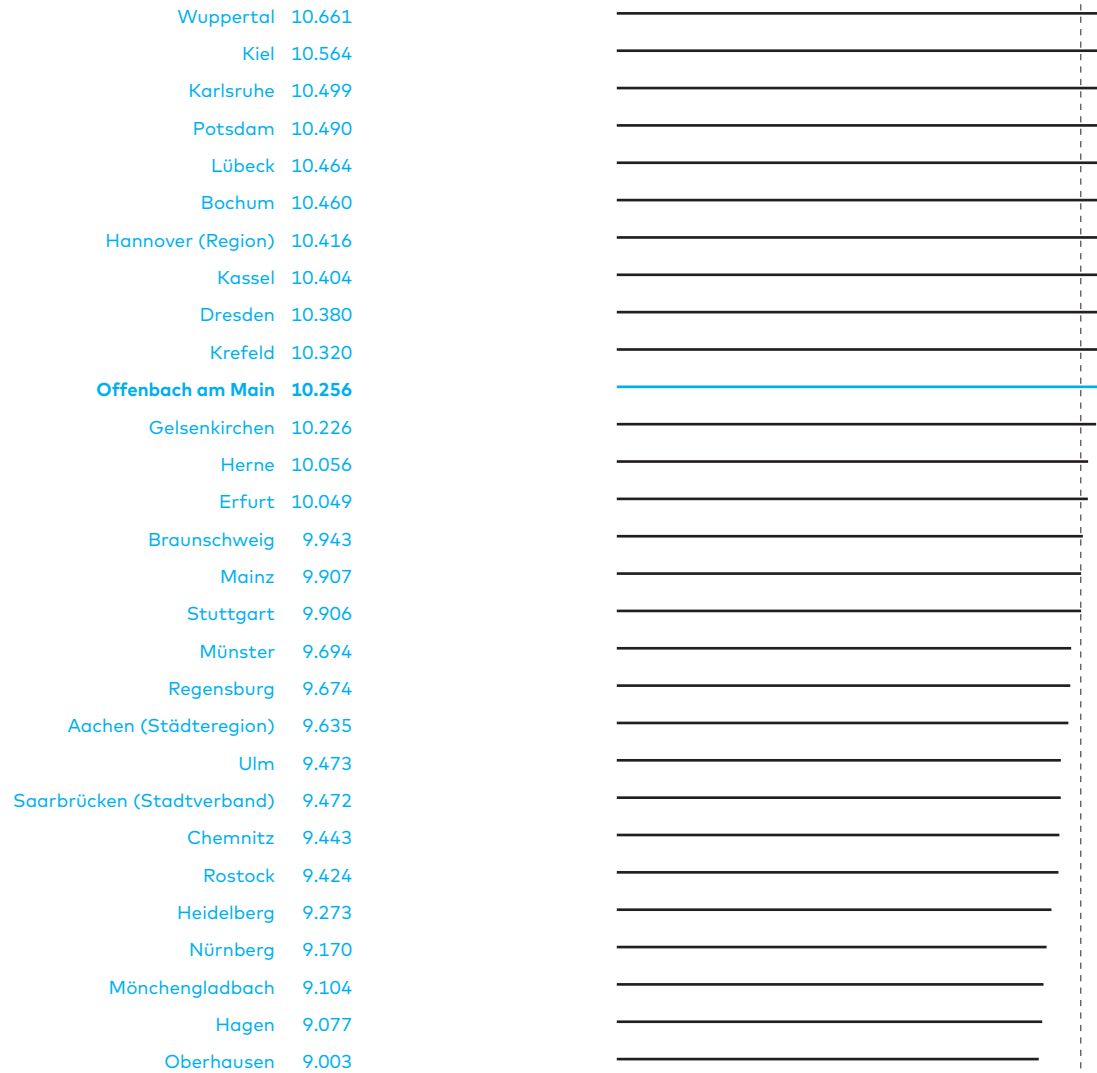 Wuppertal 10.661
Kiel 10.564
Karlsruhe 10.499
Potsdam 10.490
Lübeck 10.464
Bochum 10.460
Hannover (Region) 10.416
Kassel 10.404
Dresden 10.380
Krefeld 10.320
Offenbach am Main 10.256
Gelsenkirchen 10.226
Herne 10.056
Erfurt 10.049
Braunschweig 9.943
Mainz 9.907
Stuttgart 9.906
Münster 9.694
Regensburg 9.674
Aachen (Städteregion) 9.635
Ulm 9.473
Saarbrücken (Stadtverband) 9.472
Chemnitz 9.443
Rostock 9.424
Heidelberg 9.273
Nürnberg 9.170
Mönchengladbach 9.104
Hagen 9.077
Oberhausen 9.003